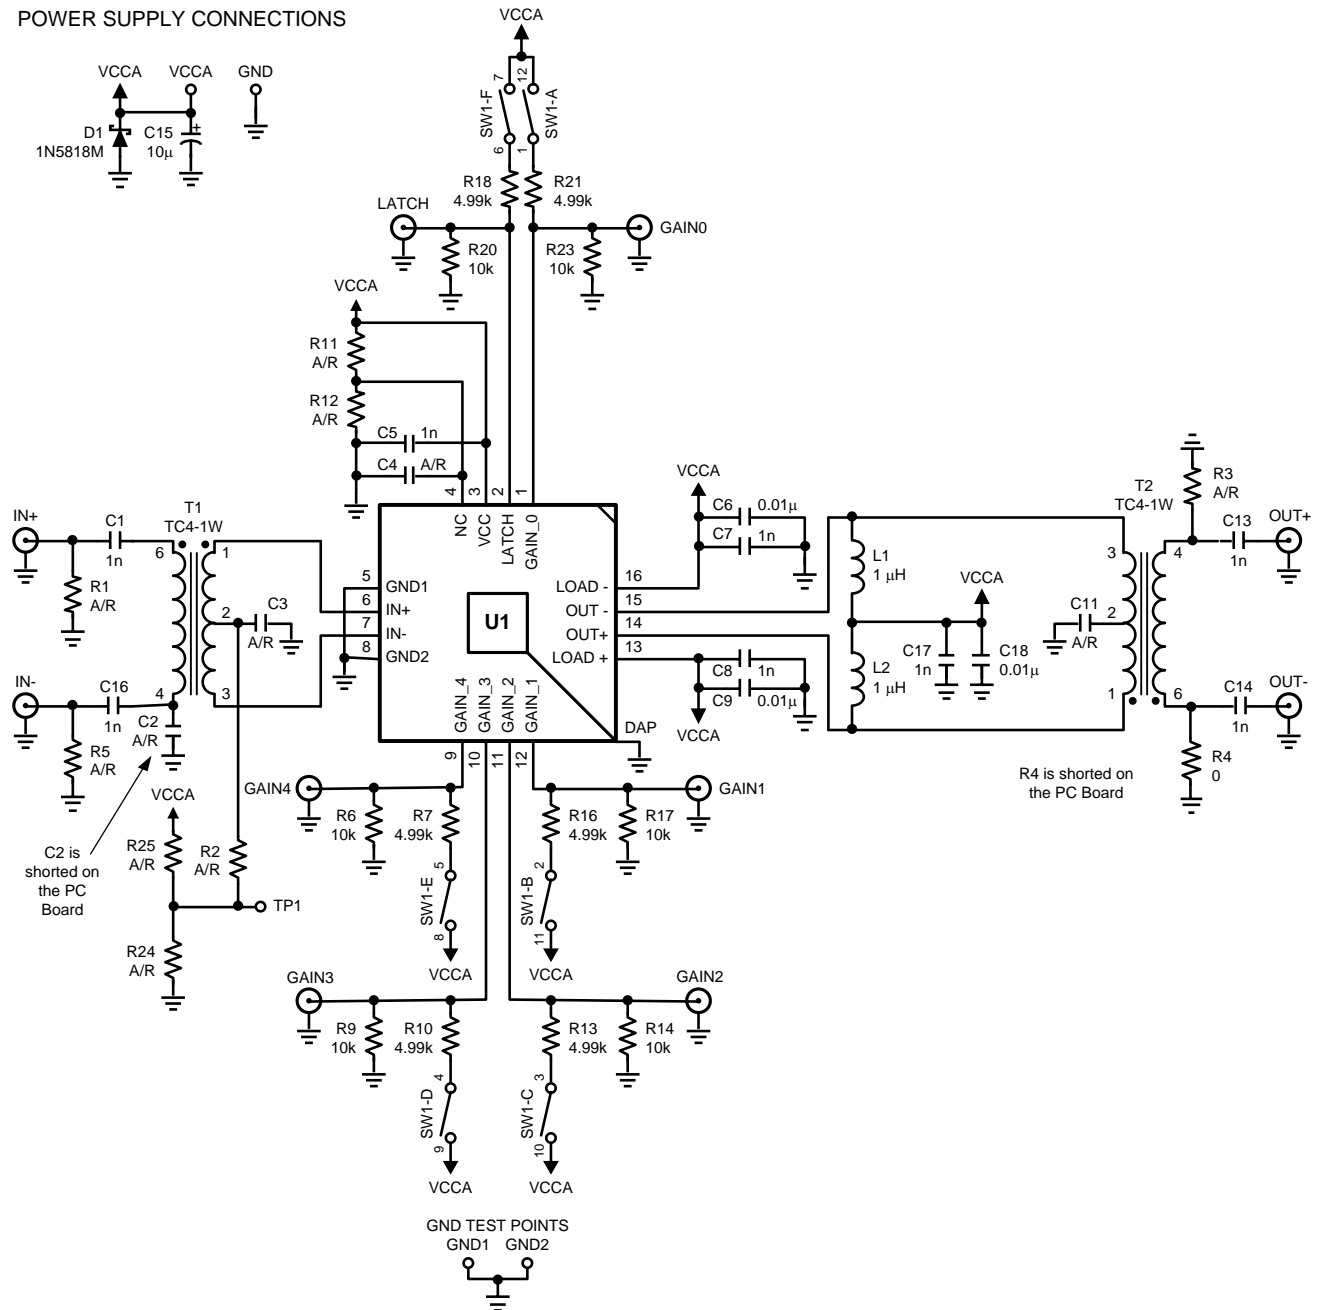 POWER SUPPLY CONNECTIONS
VCCA
VCCA
GND
D1
1N5818M
C15
10µ
+
VCCA
7
12
SW1-F
SW1-A
6
1
R18
4.99k
R21
4.99k
LATCH
GAIN0
R20
10k
R23
10k
VCCA
R11
A/R
R12
A/R
C5
1n
C4
A/R
4
3
2
1
NC
VCC
LATCH
GAIN_0
IN+
C1
1n
R1
A/R
T1
TC4-1W
6
1
2
C3
A/R
4
3
IN-
C16
1n
C2
A/R
R5
A/R
5
GND1
6
IN+
7
IN-
8
GND2
U1
LOAD -
16
OUT -
15
OUT+
14
LOAD +
13
GAIN_4
GAIN_3
GAIN_2
GAIN_1
DAP
9
10
11
12
VCCA
C6
0.01µ
C7
1n
C8
1n
C9
0.01µ
VCCA
L1
1 µH
L2
1 µH
VCCA
C17
1n
C18
0.01µ
C11
A/R
T2
TC4-1W
3
4
2
1
6
R3
A/R
C13
1n
OUT+
C14
1n
OUT-
R4
0
R4 is shorted on
the PC Board
VCCA
R25
A/R
R2
A/R
TP1
R24
A/R
C2 is
shorted on
the PC
Board
GAIN4
R6
10k
R7
4.99k
5
SW1-E
8
VCCA
R16
4.99k
R17
10k
GAIN1
2
SW1-B
11
VCCA
GAIN3
R9
10k
R10
4.99k
4
SW1-D
9
VCCA
R13
4.99k
R14
10k
GAIN2
3
SW1-C
10
VCCA
GND TEST POINTS
GND1
GND2